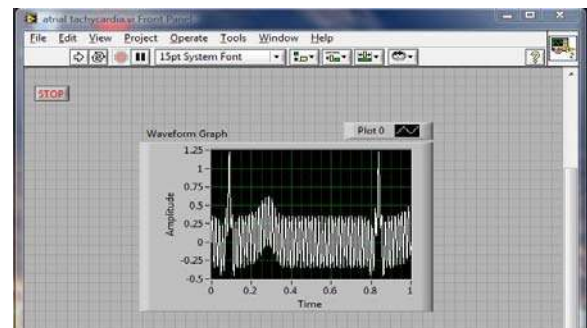 atrial tachycardia.vi Front Panel
File Edit View Project Operate Tools Window Help
15pt System Font
?
STOP
Waveform Graph
Plot 0
1.25
1
0.75
0.5
0.25
0
-0.25
-0.5
Amplitude
0 0.2 0.4 0.6 0.8 1
Time